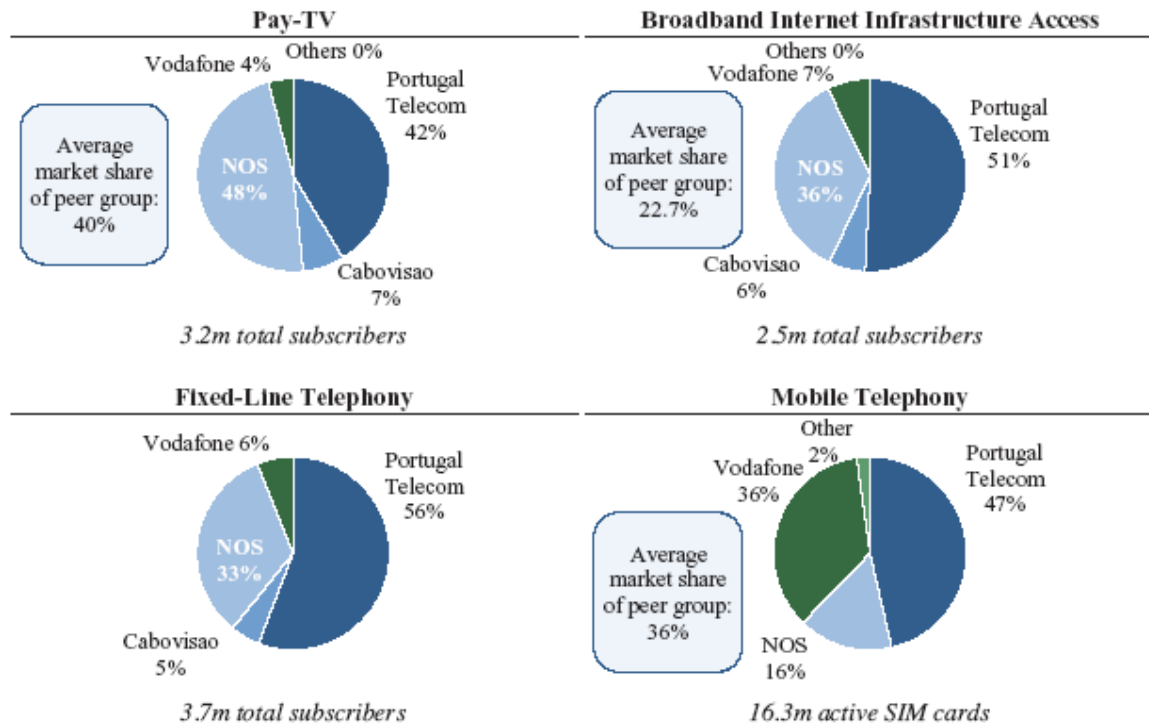 Pay-TV
Others 0%
Vodafone 4%
Portugal
Telecom
42%
Average
market share
of peer group:
40%
NOS
48%
Cabovisao
7%
3.2m total subscribers
Broadband Internet Infrastructure Access
Others 0%
Vodafone 7%
Portugal
Telecom
51%
Average
market share
of peer group:
22.7%
NOS
36%
Cabovisao
6%
2.5m total subscribers
Fixed-Line Telephony
Vodafone 6%
Portugal
Telecom
56%
NOS
33%
Cabovisao
5%
3.7m total subscribers
Mobile Telephony
Other
2%
Vodafone
36%
Portugal
Telecom
47%
Average
market share
of peer group:
36%
NOS
16%
16.3m active SIM cards